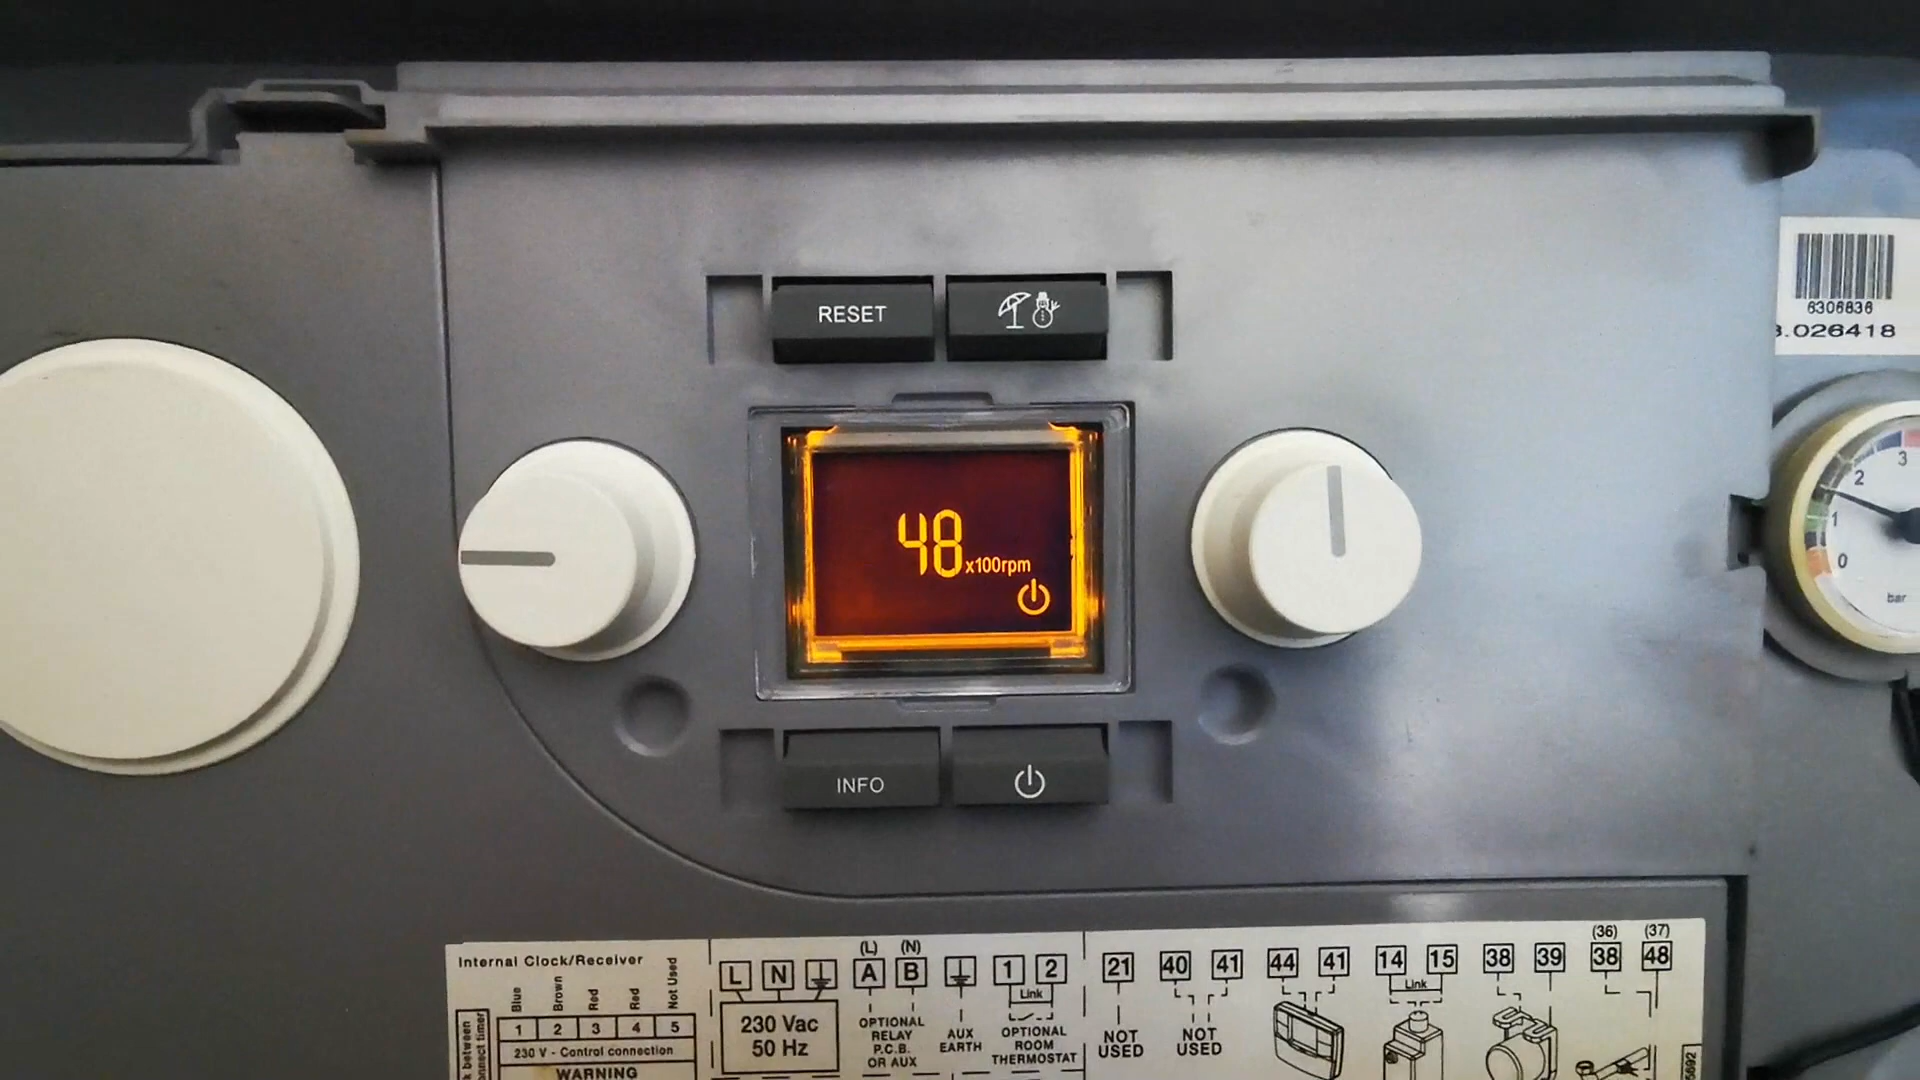 RESET
6306836
.026418
48x100rpm
3
2
1
0
bar
INFO
Internal Clock/Receiver
Blue
Brown
Red
Red
Not Used
1 2 3 4 5
230 V - Control connection
WARNING
between
L N
230 Vac
50 Hz
(L) (N)
A B
OPTIONAL
RELAY
P.C.B.
OR AUX
AUX
EARTH
1 2
Link
OPTIONAL
ROOM
THERMOSTAT
21
NOT
USED
40 41
NOT
USED
44 41
14 15
Link
38 39
(36) (37)
38 48
5692